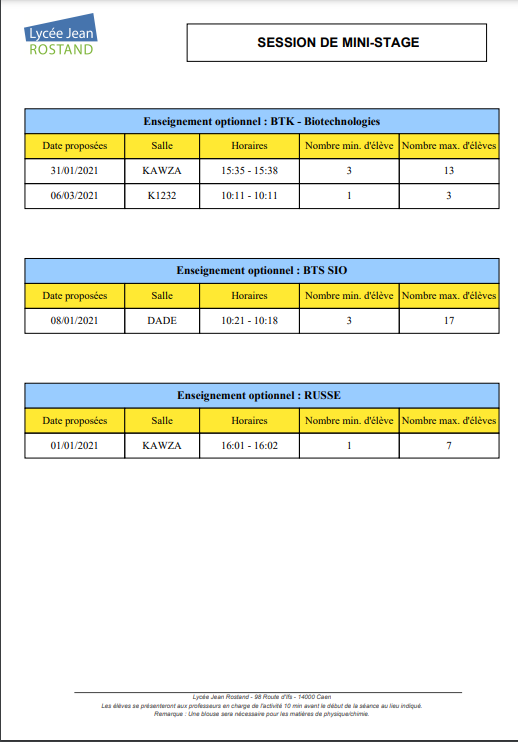 Lycée Jean
ROSTAND
SESSION DE MINI-STAGE
Enseignement optionnel : BTK - Biotechnologies
Date proposées Salle Horaires Nombre min. d'élève Nombre max. d'élèves
31/01/2021 KAWZA 15:35 - 15:38 3 13
06/03/2021 K1232 10:11 - 10:11 1 3
Enseignement optionnel : BTS SIO
Date proposées Salle Horaires Nombre min. d'élève Nombre max. d'élèves
08/01/2021 DADE 10:21 - 10:18 3 17
Enseignement optionnel : RUSSE
Date proposées Salle Horaires Nombre min. d'élève Nombre max. d'élèves
01/01/2021 KAWZA 16:01 - 16:02 1 7
Lycée Jean Rostand - 98 Route d'Ifs - 14000 Caen
Les élèves se présenteront aux professeurs en charge de l'activité 10 min avant le début de la séance au lieu indiqué.
Remarque : Une blouse sera nécessaire pour les matières de physique/chimie.